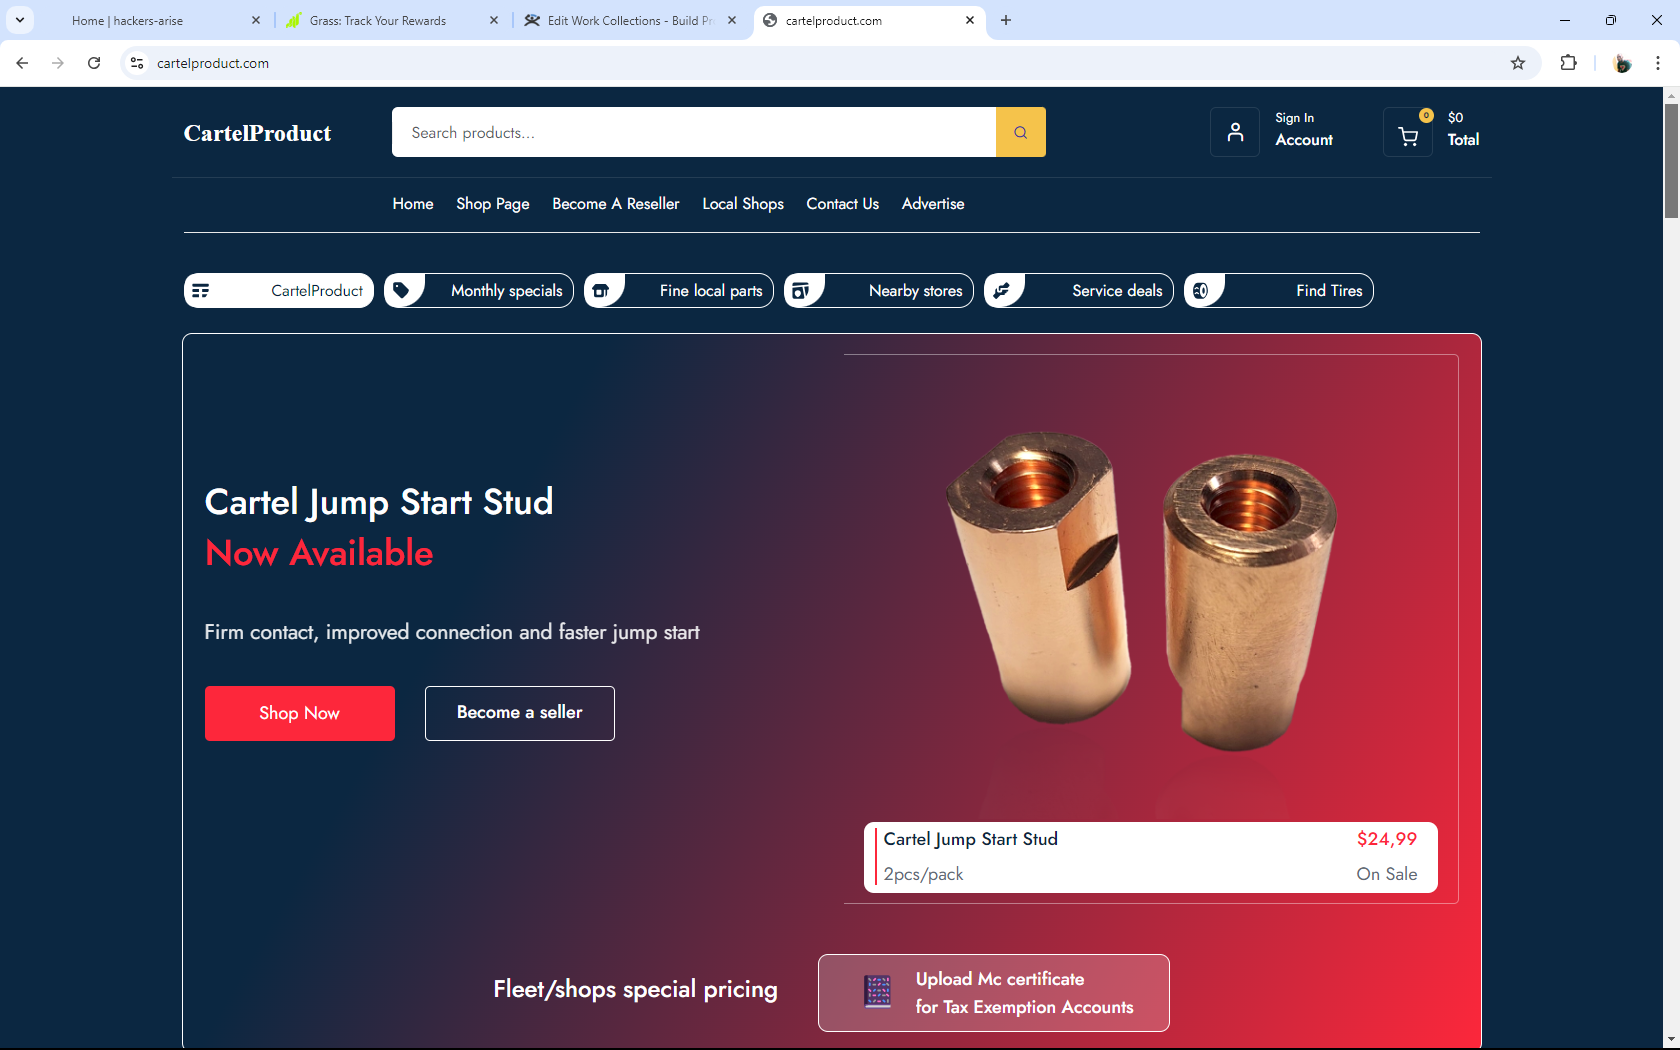 Home | hackers-arise
Grass: Track Your Rewards
Edit Work Collections - Build Pr
cartelproduct.com
cartelproduct.com
CartelProduct
Search products...
Sign In
Account
0
$0
Total
Home
Shop Page
Become A Reseller
Local Shops
Contact Us
Advertise
CartelProduct
Monthly specials
Fine local parts
Nearby stores
Service deals
Find Tires
Cartel Jump Start Stud
Now Available
Firm contact, improved connection and faster jump start
Shop Now
Become a seller
Cartel Jump Start Stud
$24,99
2pcs/pack
On Sale
Fleet/shops special pricing
Upload Mc certificate
for Tax Exemption Accounts